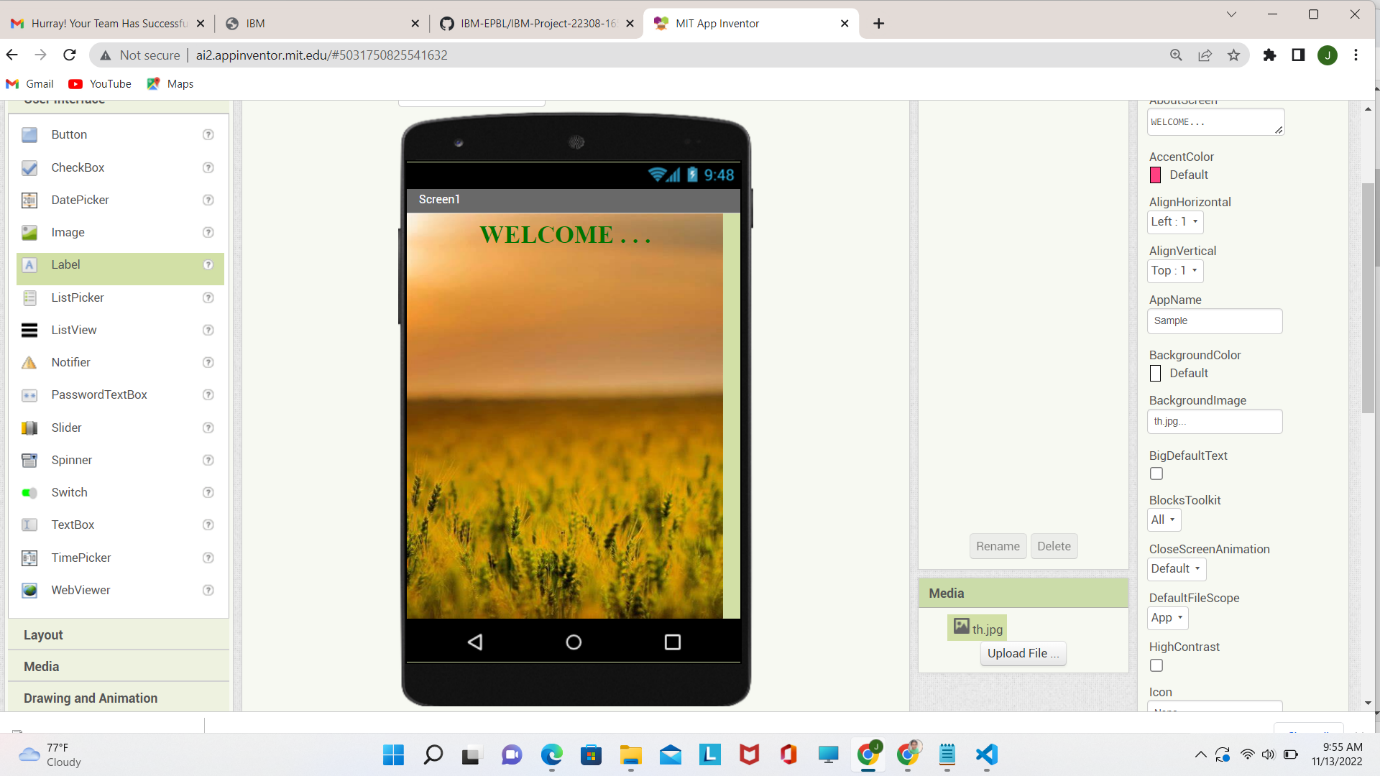 Hurray! Your Team Has Successfu
IBM
IBM-EPBL/IBM-Project-22308-16
MIT App Inventor
Not secure
ai2.appinventor.mit.edu/#5031750825541632
J
Gmail
YouTube
Maps
User Interface
Button
CheckBox
DatePicker
Image
Label
ListPicker
ListView
Notifier
PasswordTextBox
Slider
Spinner
Switch
TextBox
TimePicker
WebViewer
Layout
Media
Drawing and Animation
9:48
Screen1
WELCOME . . .
Rename
Delete
Media
th.jpg
Upload File ...
AboutScreen
WELCOME...
AccentColor
Default
AlignHorizontal
Left : 1
AlignVertical
Top : 1
AppName
Sample
BackgroundColor
Default
BackgroundImage
th.jpg...
BigDefaultText
BlocksToolkit
All
CloseScreenAnimation
Default
DefaultFileScope
App
HighContrast
Icon
77°F
Cloudy
9:55 AM
11/13/2022